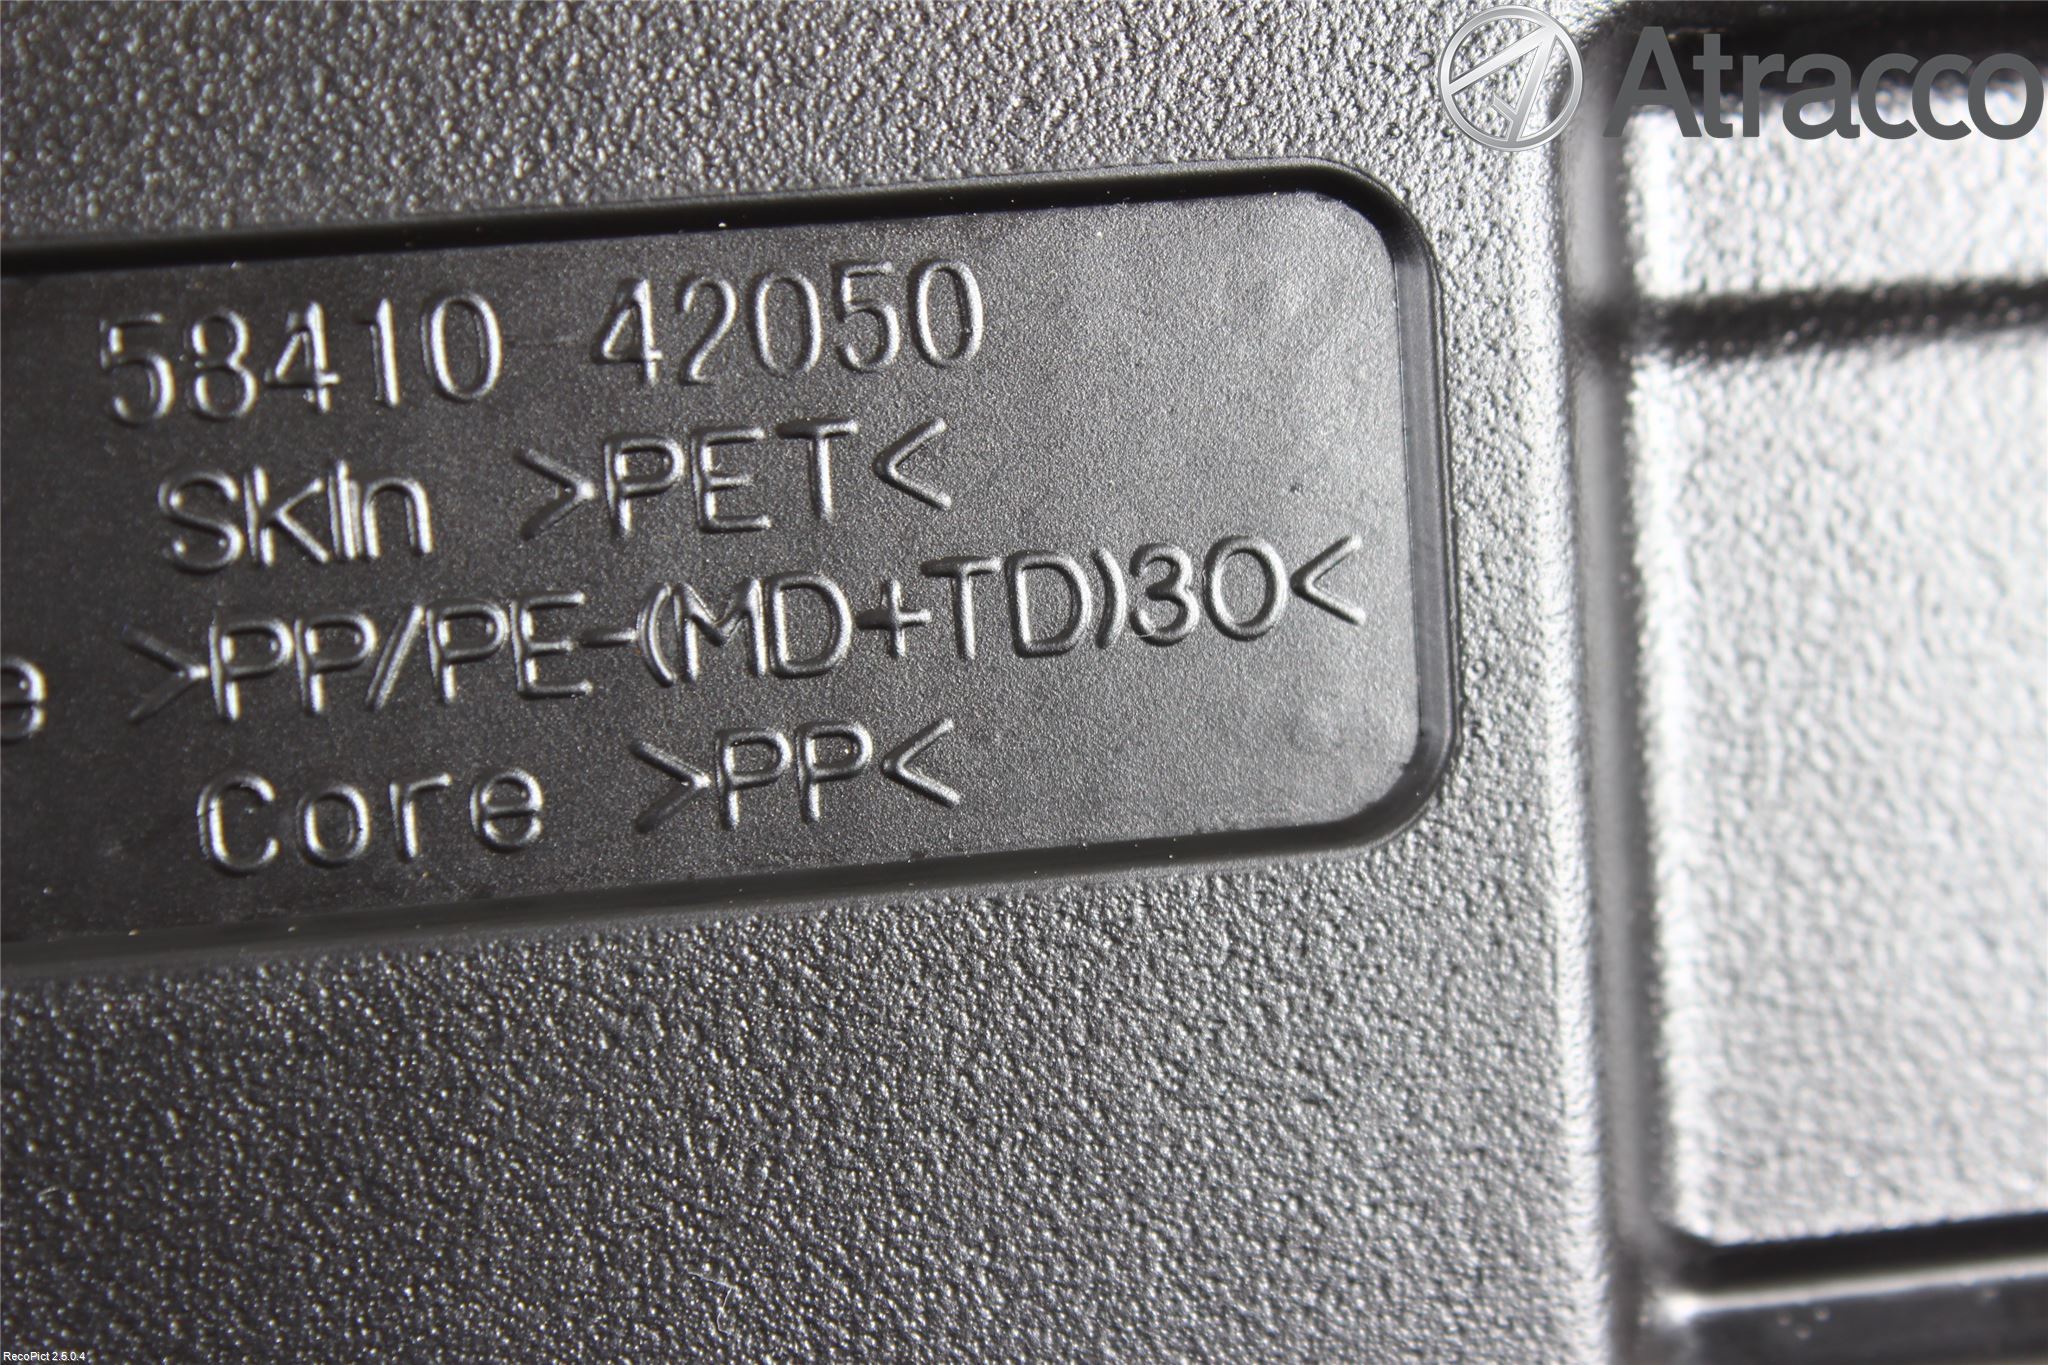 Atracco
58410 42050
Skin >PET<
e >PP/PE-(MD+TD)30<
Core >PP<
RecoPict 2.5.0.4